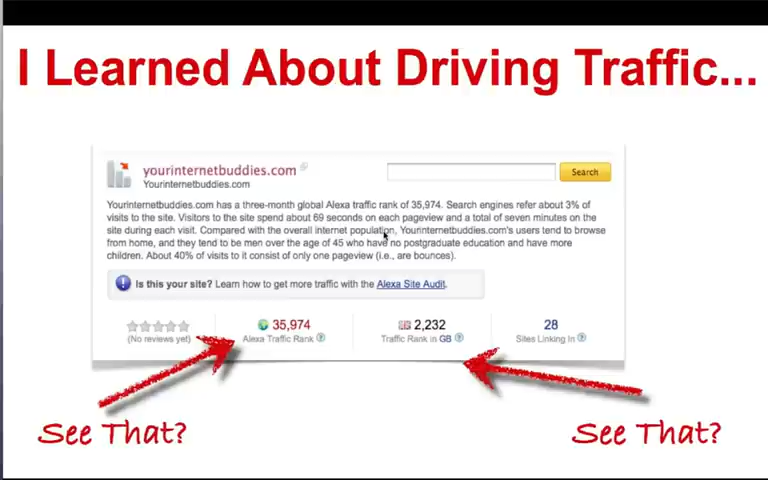 I Learned About Driving Traffic...
yourinternetbuddies.com
Yourinternetbuddies.com
Search
Yourinternetbuddies.com has a three-month global Alexa traffic rank of 35,974. Search engines refer about 3% of
visits to the site. Visitors to the site spend about 69 seconds on each pageview and a total of seven minutes on the
site during each visit. Compared with the overall internet population, Yourinternetbuddies.com's users tend to browse
from home, and they tend to be men over the age of 45 who have no postgraduate education and have more
children. About 40% of visits to it consist of only one pageview (i.e., are bounces).
Is this your site? Learn how to get more traffic with the Alexa Site Audit.
35,974 2,232 28
(No reviews yet) Alexa Traffic Rank ? Traffic Rank in GB ? Sites Linking In ?
See That? See That?